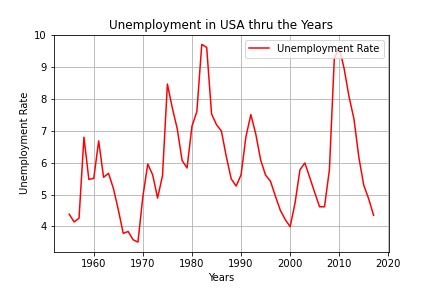 Unemployment in USA thru the Years
Unemployment Rate
10
9
8
7
6
5
4
Unemployment Rate
1960 1970 1980 1990 2000 2010 2020
Years